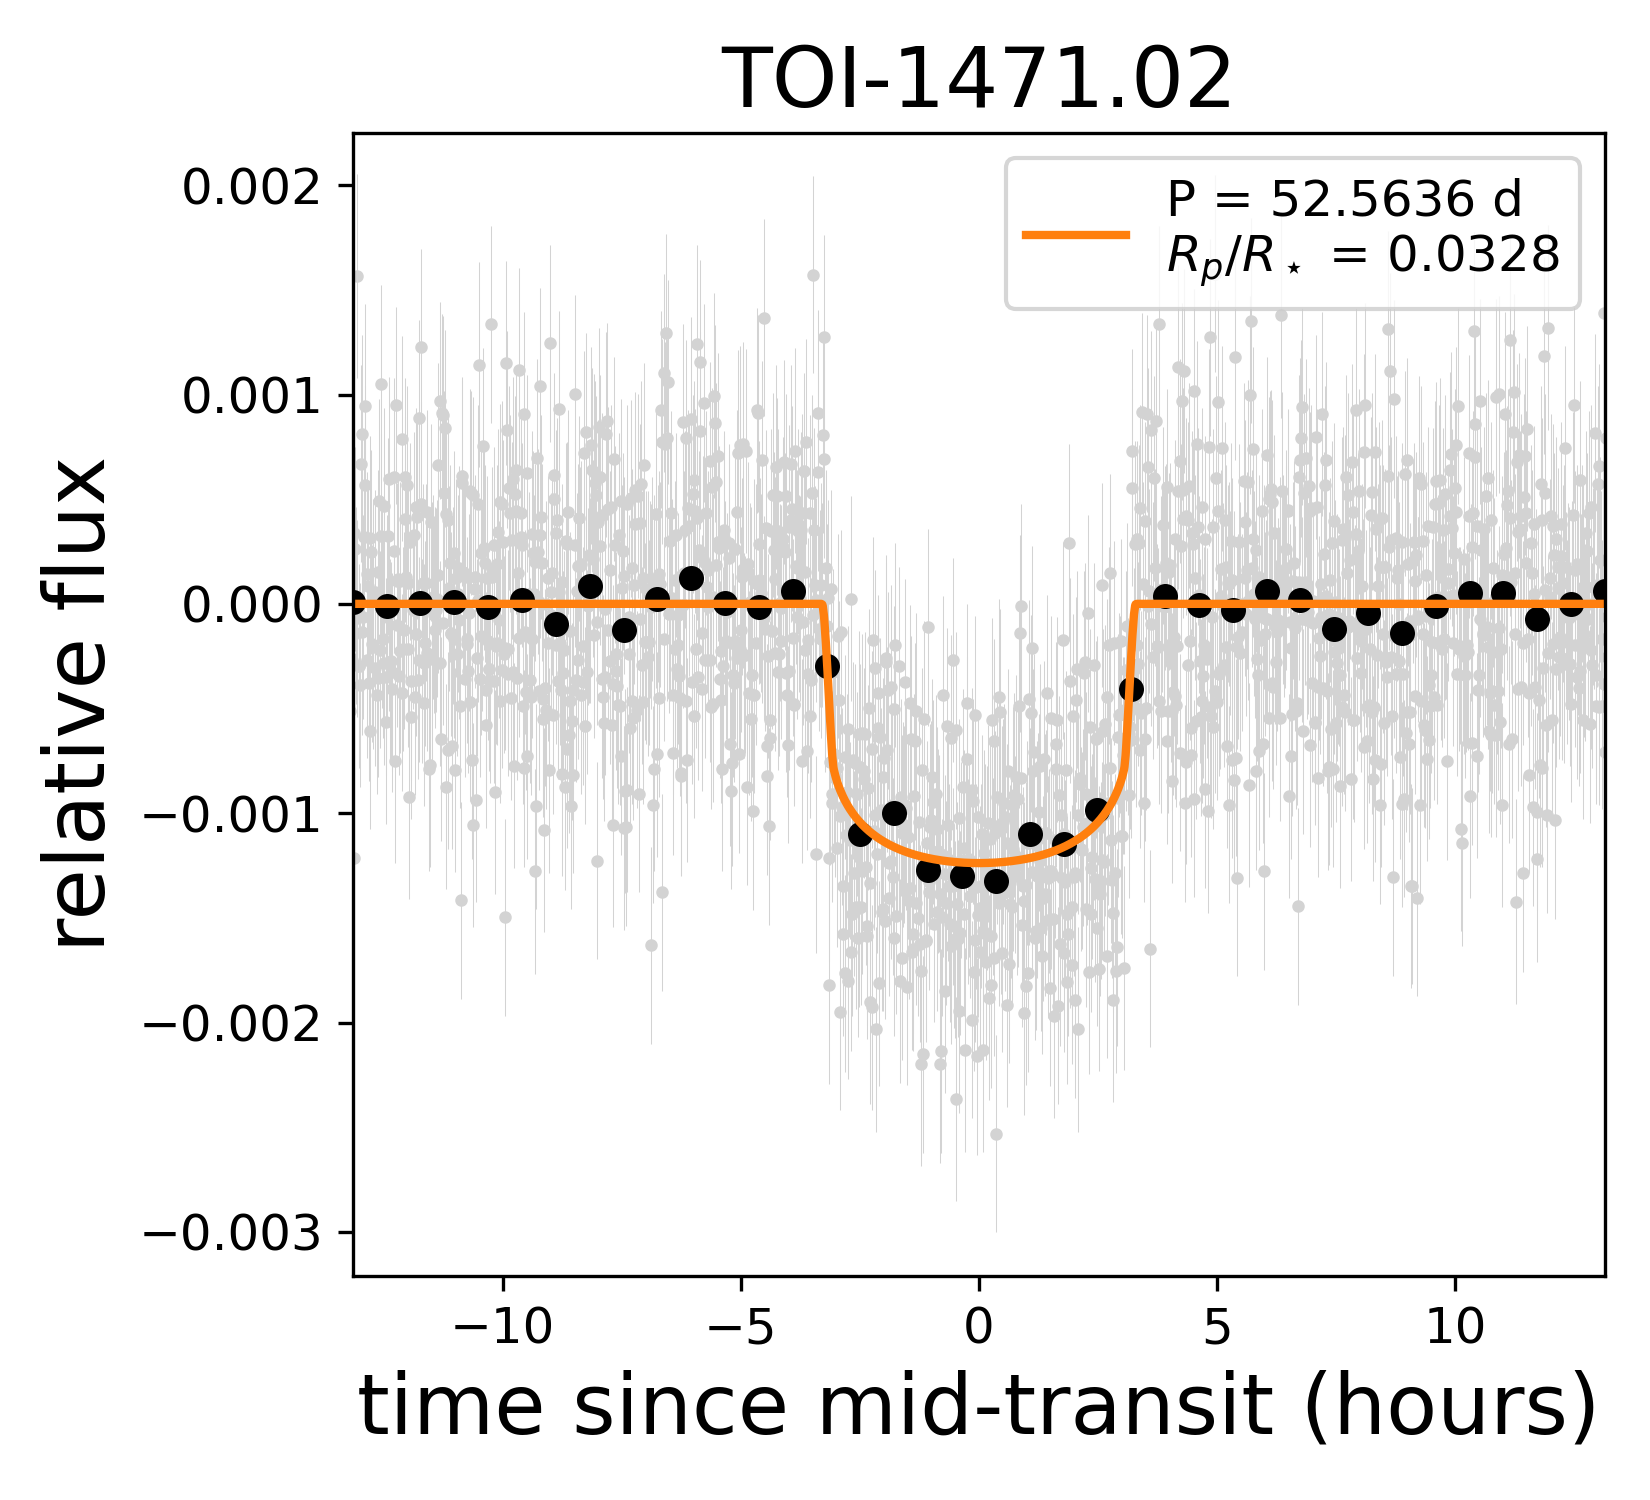 TOI-1471.02
P = 52.5636 d
R_p/R_⋆ = 0.0328
0.002
0.001
0.000
−0.001
−0.002
−0.003
relative flux
−10 −5 0 5 10
time since mid-transit (hours)